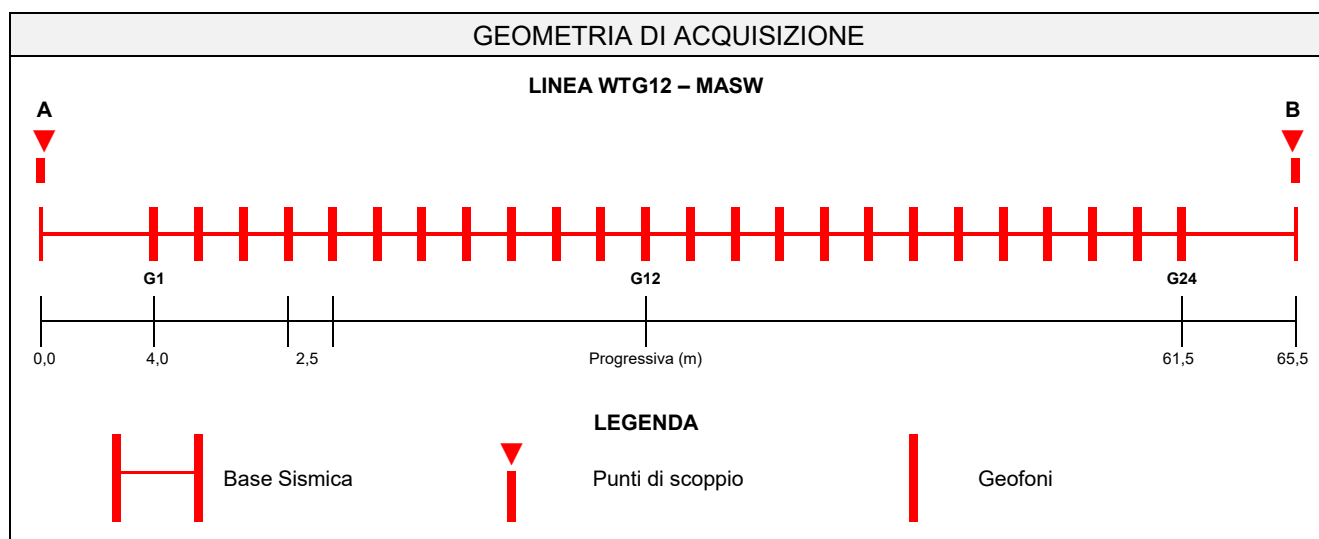 GEOMETRIA DI ACQUISIZIONE
LINEA WTG12 – MASW
A B
G1 G12 G24
0,0 4,0 2,5 Progressiva (m) 61,5 65,5
LEGENDA
Base Sismica Punti di scoppio Geofoni